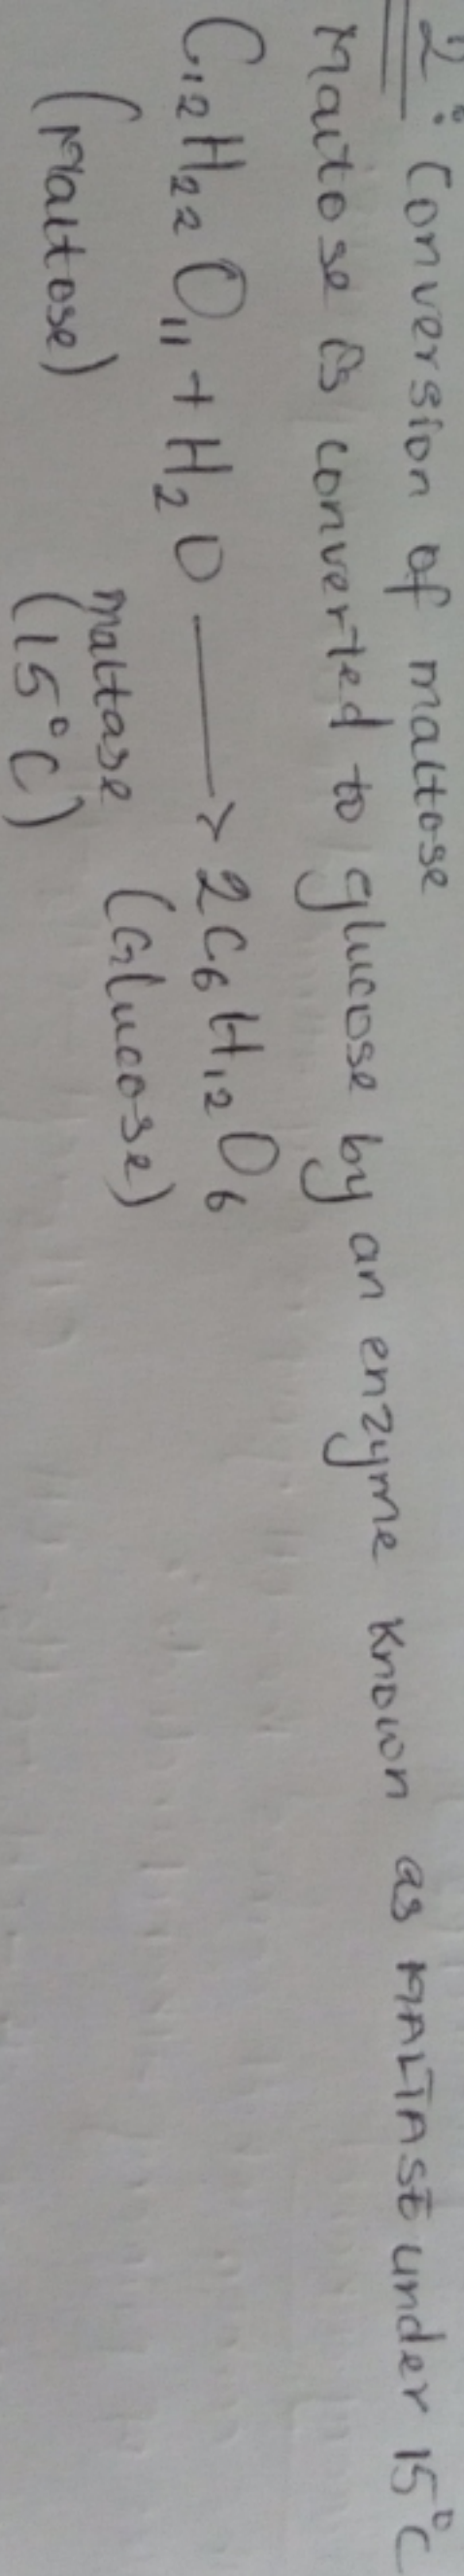 2: Conversion of maltose
Maltose is converted to glucose by an enzyme known as MALTASE under 15°C
C₁₂H₂₂O₁₁ + H₂O ⟶ 2C₆H₁₂O₆
(Maltose) maltase (Glucose)
(15°C)